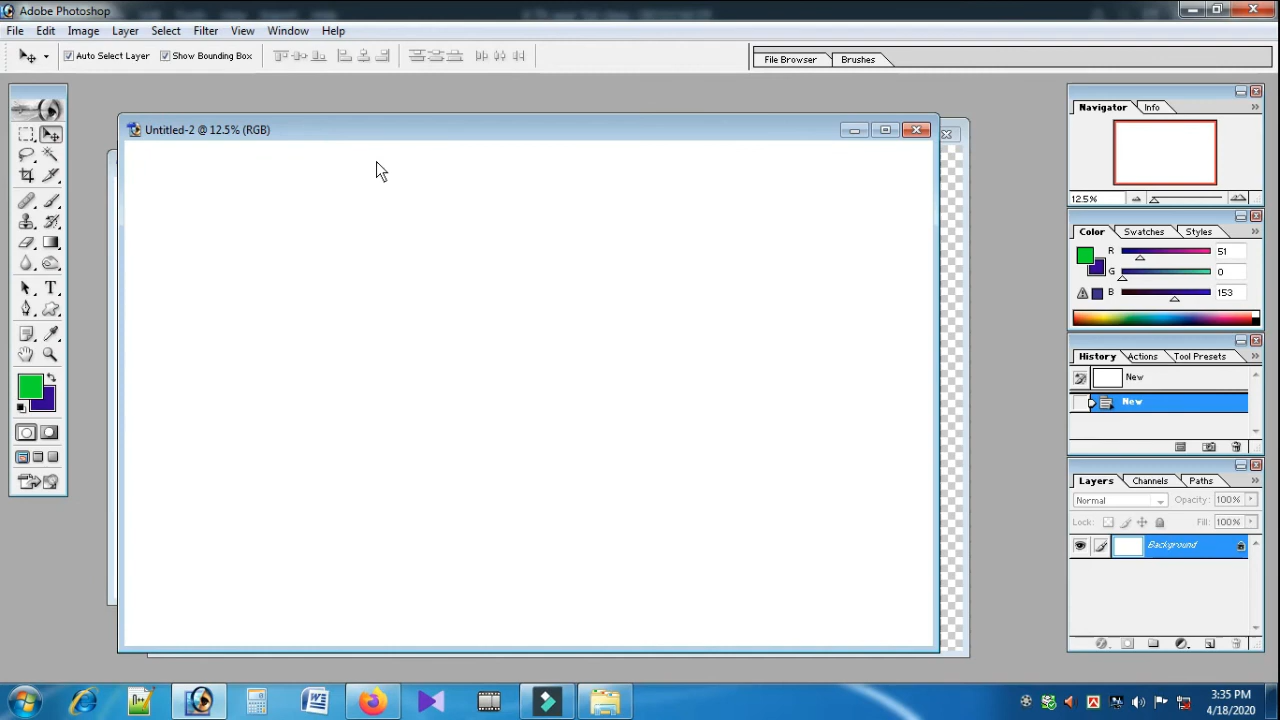 Adobe Photoshop
File Edit Image Layer Select Filter View Window Help
Auto Select Layer Show Bounding Box File Browser Brushes
Untitled-2 @ 12.5% (RGB)
Navigator Info
12.5%
Color Swatches Styles
R 51
G 0
B 153
History Actions Tool Presets
New
New
Layers Channels Paths
Normal Opacity: 100%
Lock: Fill: 100%
Background
3:35 PM
4/18/2020